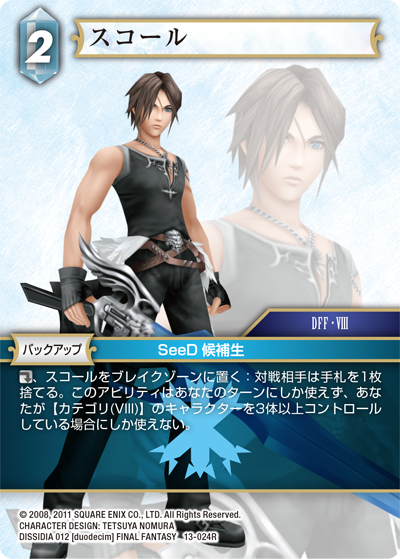 2
スコール
DFF・VIII
バックアップ
SeeD 候補生
、スコールをブレイクゾーンに置く：対戦相手は手札を1枚
捨てる。このアビリティはあなたのターンにしか使えず、あな
たが【カテゴリ(VIII)】のキャラクターを3体以上コントロール
している場合にしか使えない。
© 2008, 2011 SQUARE ENIX CO., LTD. All Rights Reserved.
CHARACTER DESIGN: TETSUYA NOMURA
DISSIDIA 012 [duodecim] FINAL FANTASY 13-024R